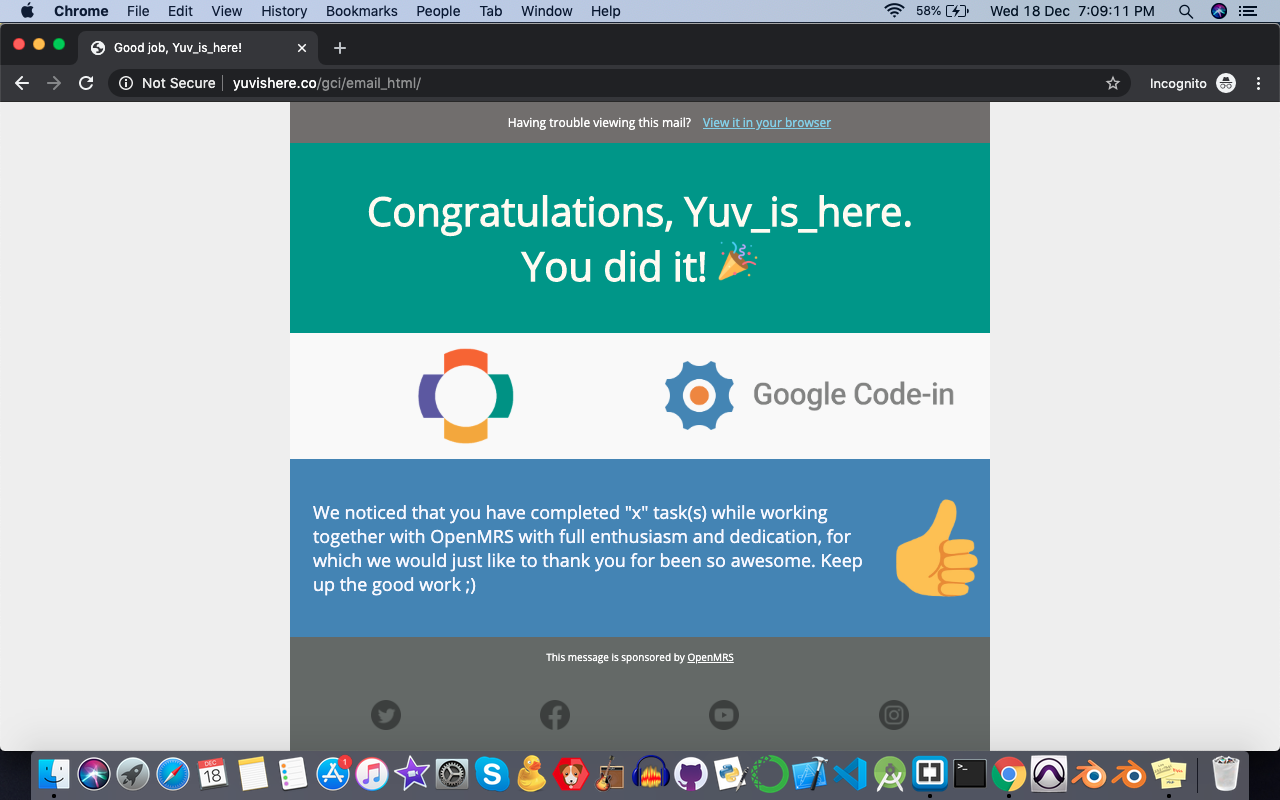 Chrome File Edit View History Bookmarks People Tab Window Help 58% Wed 18 Dec 7:09:11 PM
Good job, Yuv_is_here!
Not Secure yuvishere.co/gci/email_html/ Incognito
Having trouble viewing this mail? View it in your browser
Congratulations, Yuv_is_here.
You did it! 🎉
Google Code-in
We noticed that you have completed "x" task(s) while working
together with OpenMRS with full enthusiasm and dedication, for
which we would just like to thank you for been so awesome. Keep
up the good work ;)
This message is sponsored by OpenMRS
DEC
18
1